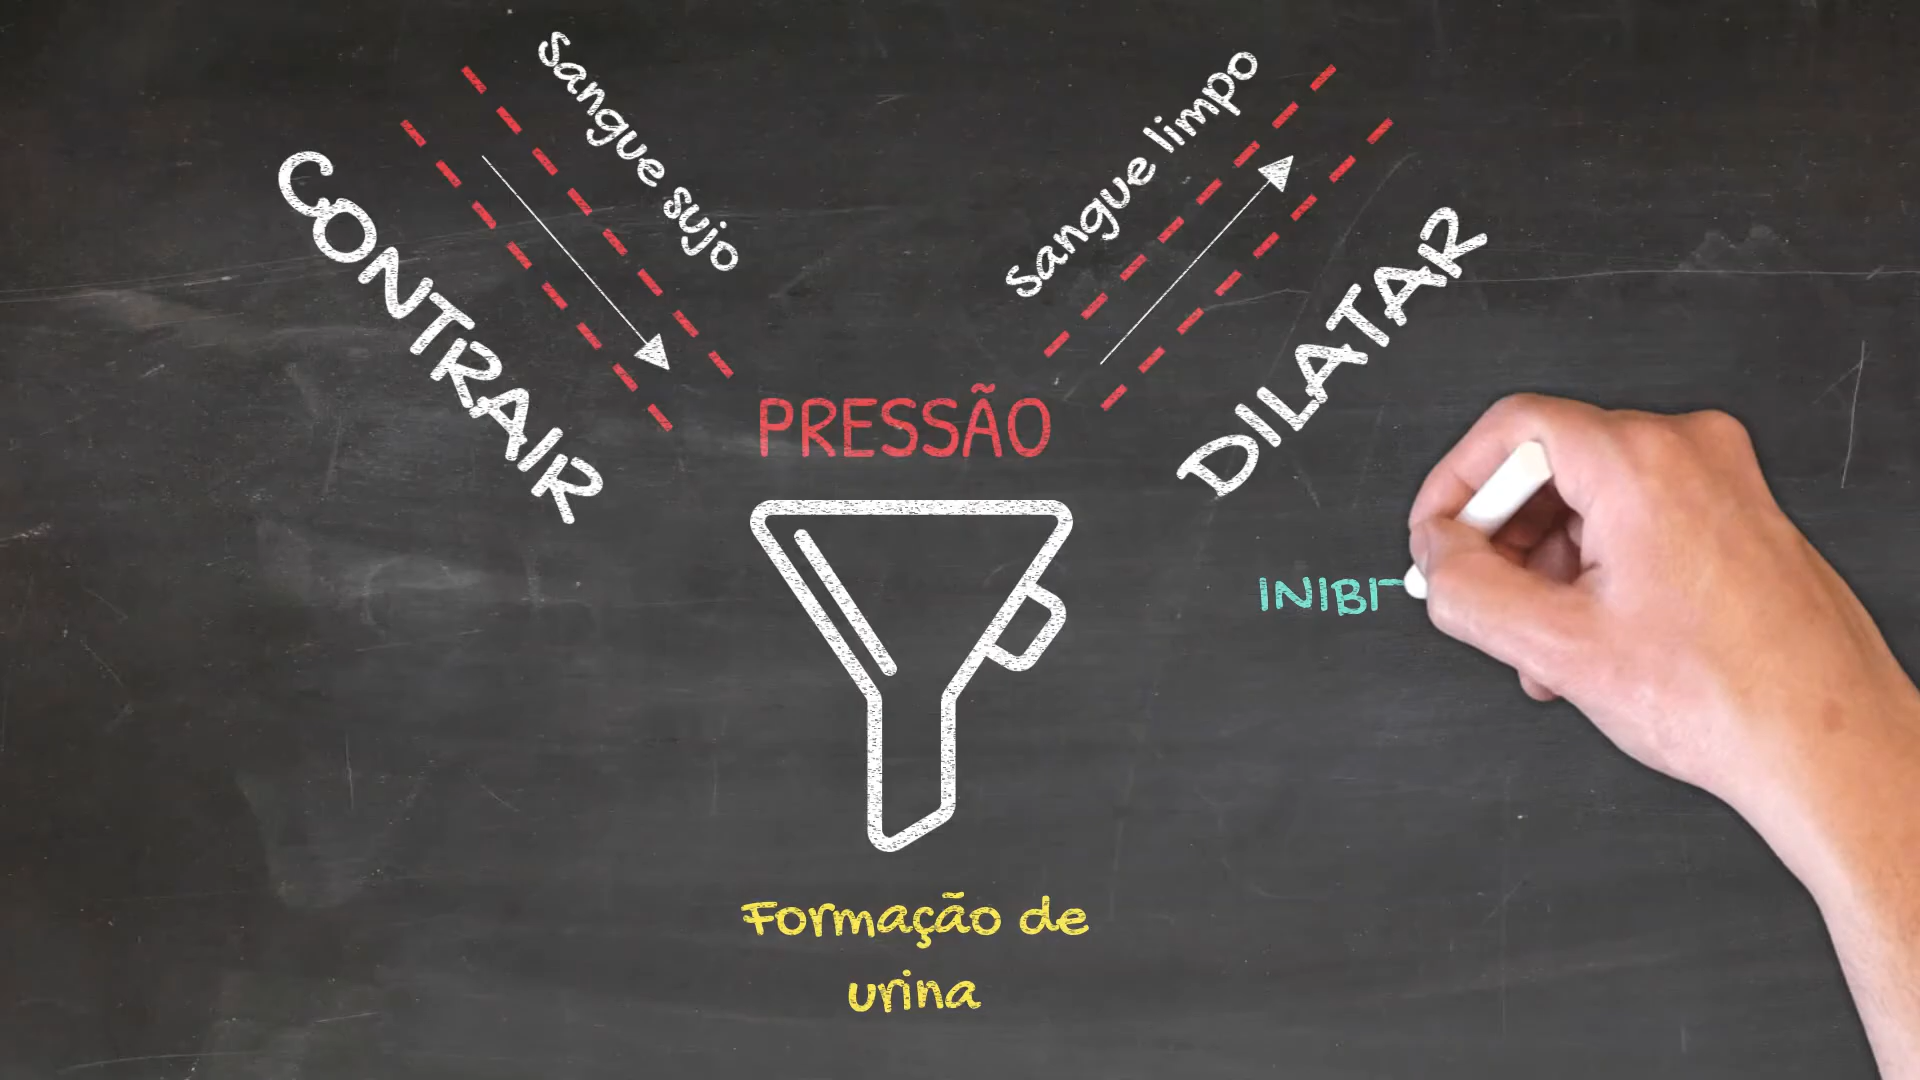 Sangue sujo
Sangue limpo
CONTRAIR
DILATAR
PRESSÃO
INIBI
Formação de
urina